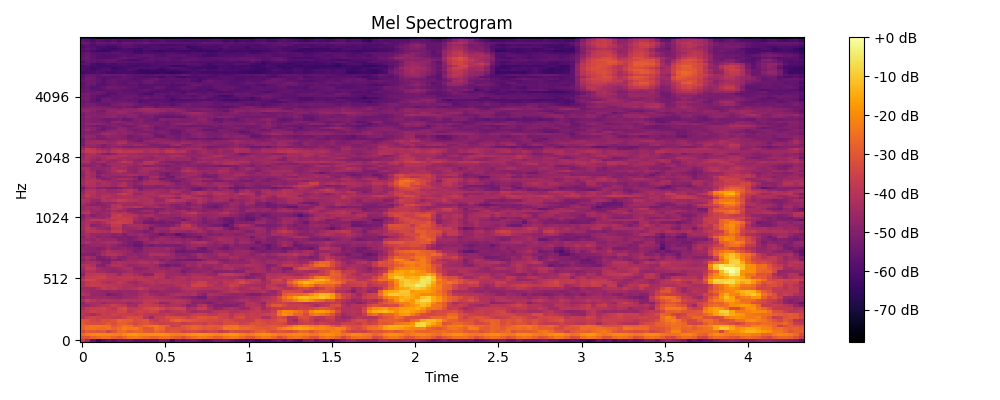 Mel Spectrogram
+0 dB
-10 dB
-20 dB
-30 dB
-40 dB
-50 dB
-60 dB
-70 dB
4096
2048
1024
512
0
Hz
0 0.5 1 1.5 2 2.5 3 3.5 4
Time